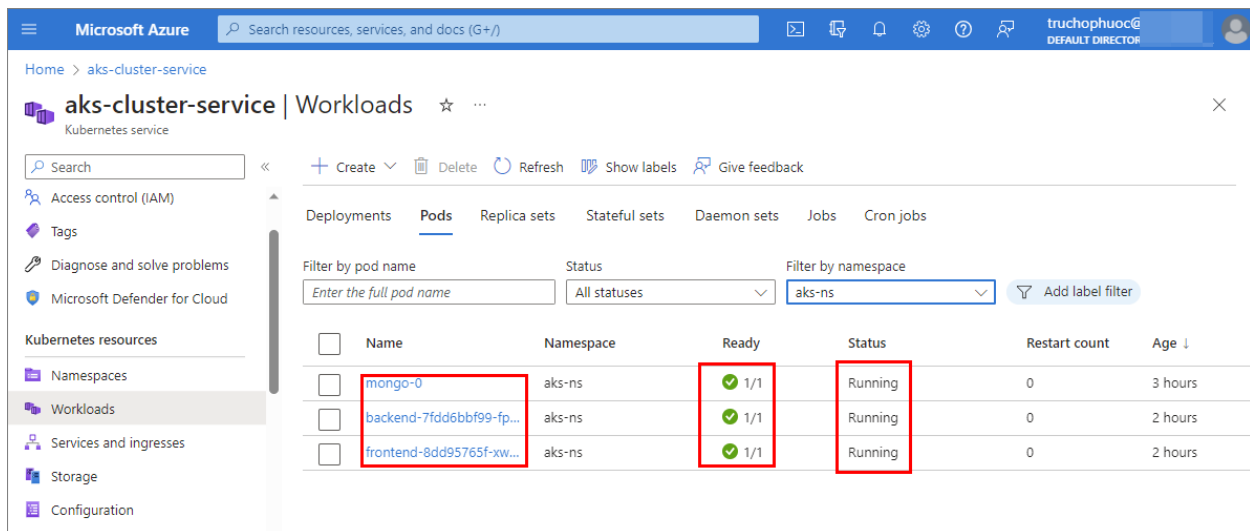 Microsoft Azure
Search resources, services, and docs (G+/)
truchophuoc@
DEFAULT DIRECTOR
Home > aks-cluster-service
aks-cluster-service | Workloads
Kubernetes service
Search
Create Delete Refresh Show labels Give feedback
Access control (IAM)
Tags
Diagnose and solve problems
Microsoft Defender for Cloud
Kubernetes resources
Namespaces
Workloads
Services and ingresses
Storage
Configuration
Deployments Pods Replica sets Stateful sets Daemon sets Jobs Cron jobs
Filter by pod name Status Filter by namespace
Enter the full pod name All statuses aks-ns Add label filter
Name Namespace Ready Status Restart count Age ↓
mongo-0 aks-ns 1/1 Running 0 3 hours
backend-7fdd6bbf99-fp... aks-ns 1/1 Running 0 2 hours
frontend-8dd95765f-xw... aks-ns 1/1 Running 0 2 hours